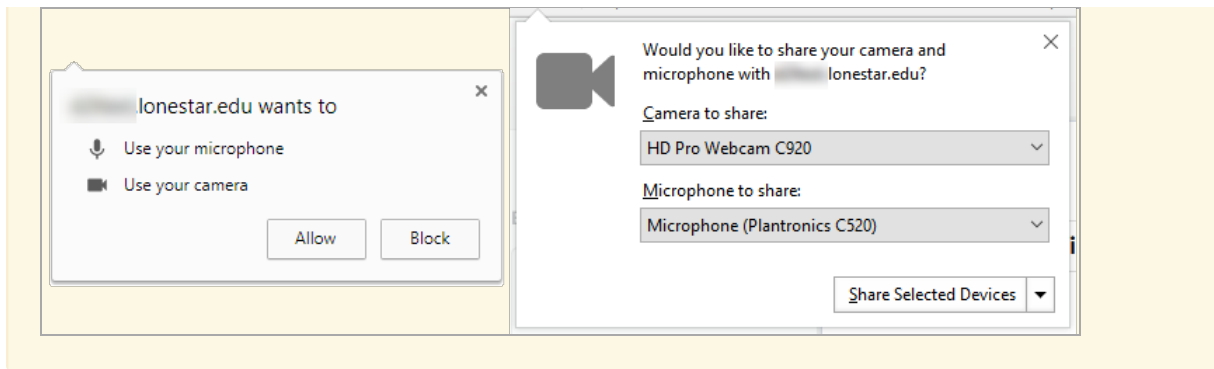 .lonestar.edu wants to
Use your microphone
Use your camera
Allow
Block
Would you like to share your camera and
microphone with lonestar.edu?
Camera to share:
HD Pro Webcam C920
Microphone to share:
Microphone (Plantronics C520)
Share Selected Devices